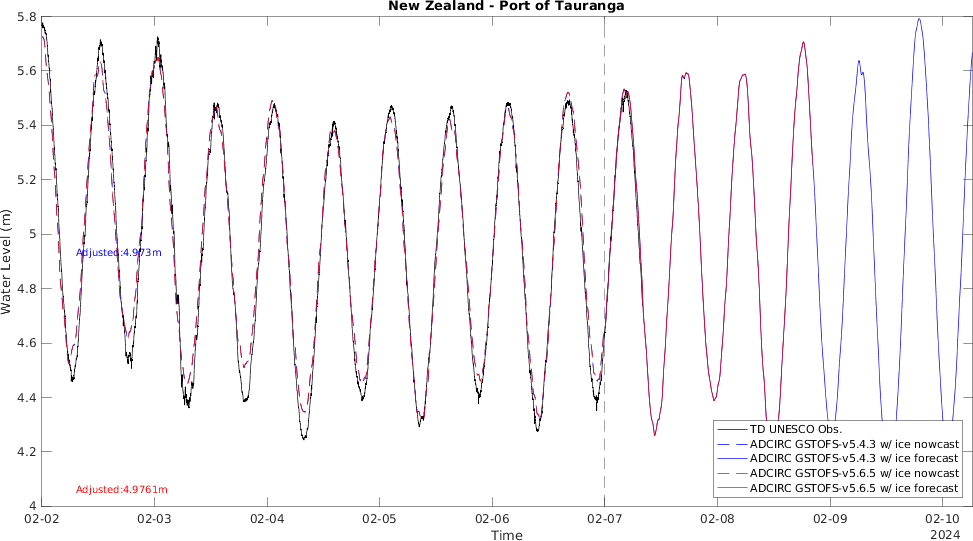 New Zealand - Port of Tauranga
5.8
5.6
5.4
5.2
5
4.8
4.6
4.4
4.2
4
Water Level (m)
Adjusted:4.973m
Adjusted:4.9761m
TD UNESCO Obs.
ADCIRC GSTOFS-v5.4.3 w/ ice nowcast
ADCIRC GSTOFS-v5.4.3 w/ ice forecast
ADCIRC GSTOFS-v5.6.5 w/ ice nowcast
ADCIRC GSTOFS-v5.6.5 w/ ice forecast
02-02 02-03 02-04 02-05 02-06 02-07 02-08 02-09 02-10
Time
2024